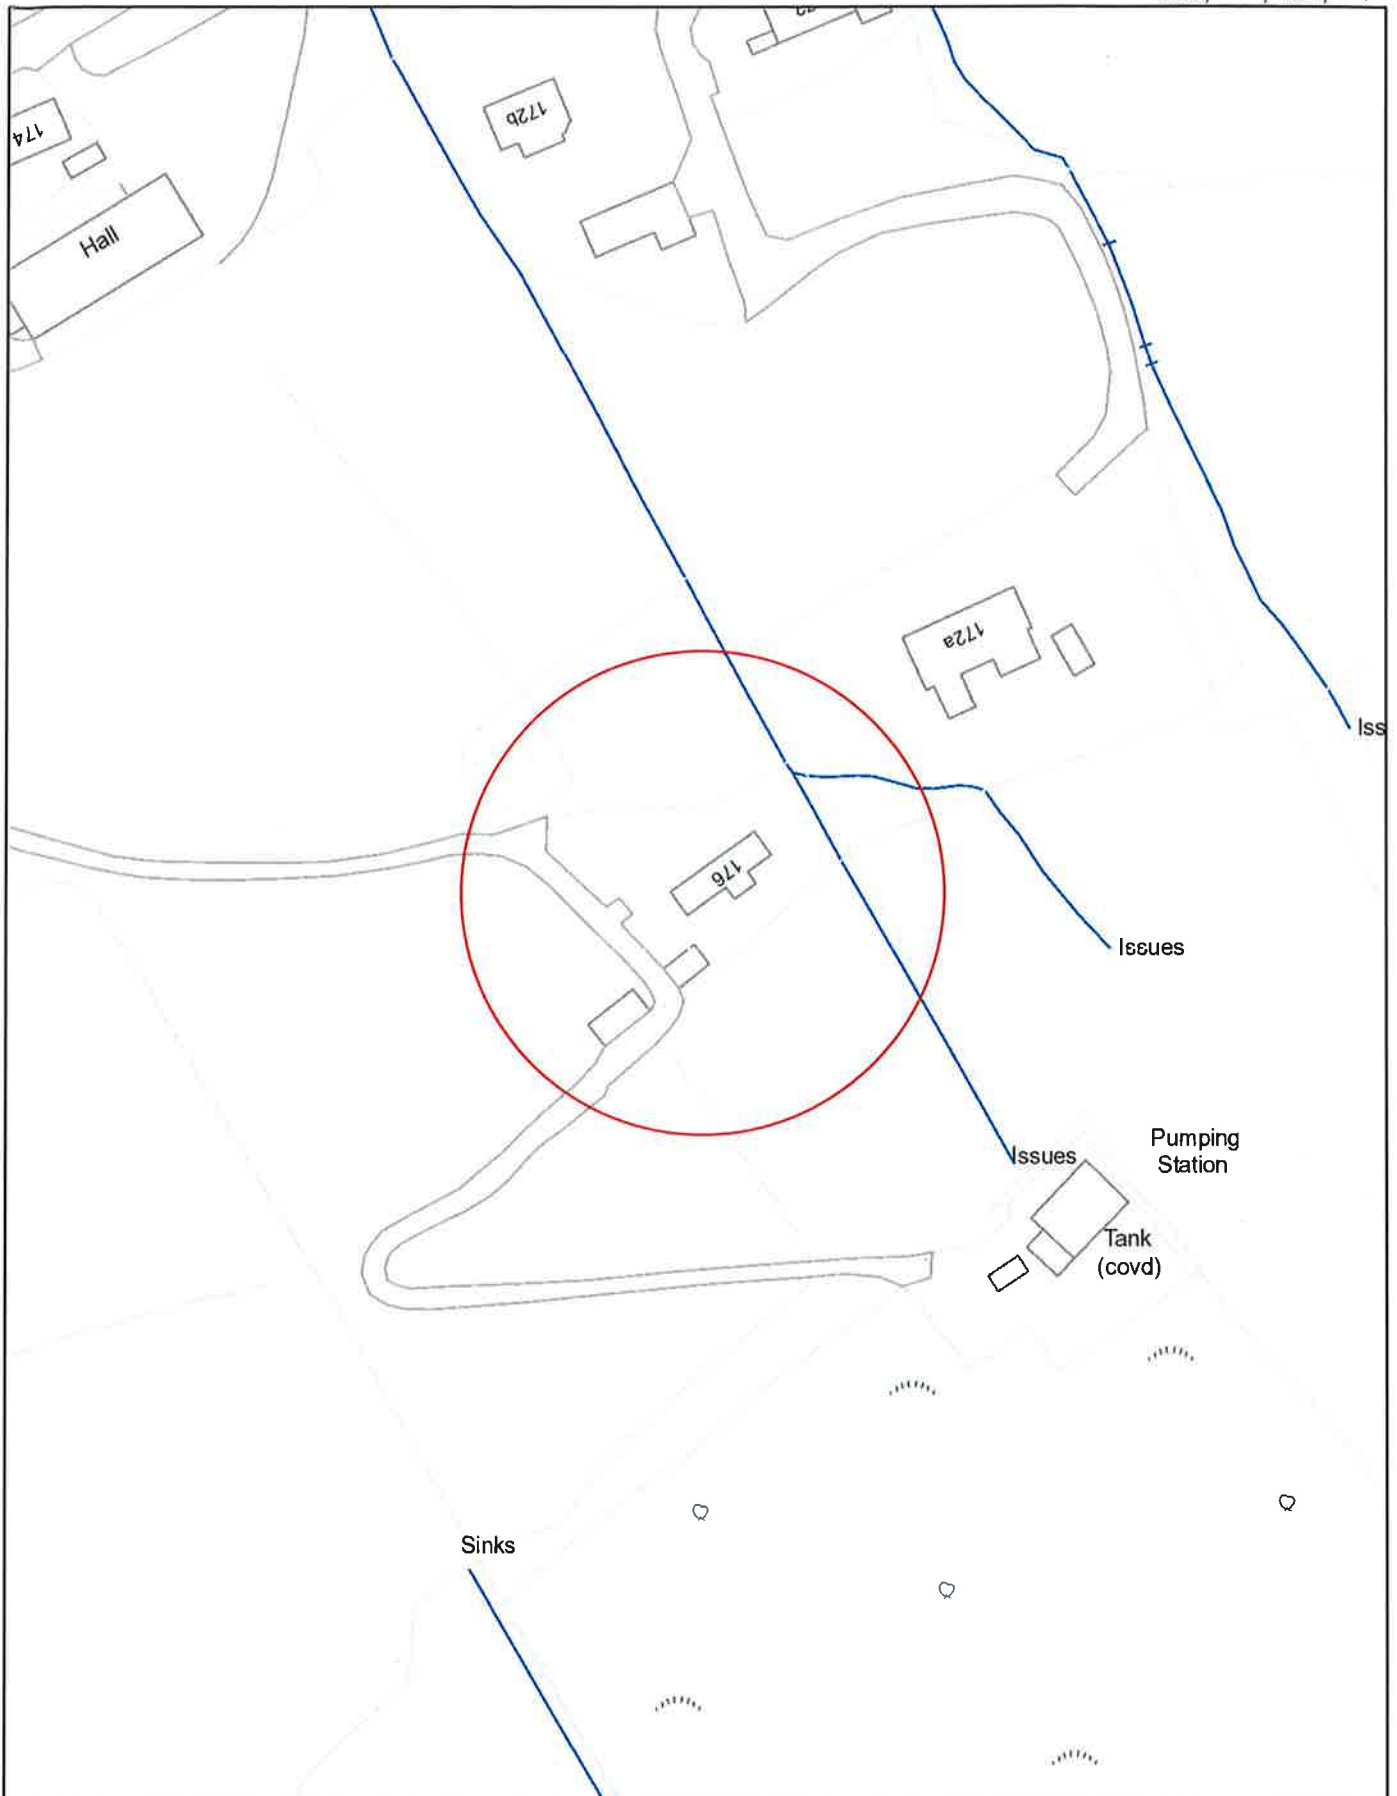 172b
174
Hall
172a
Iss
176
Issues
Issues
Pumping
Station
Tank
(covd)
Sinks